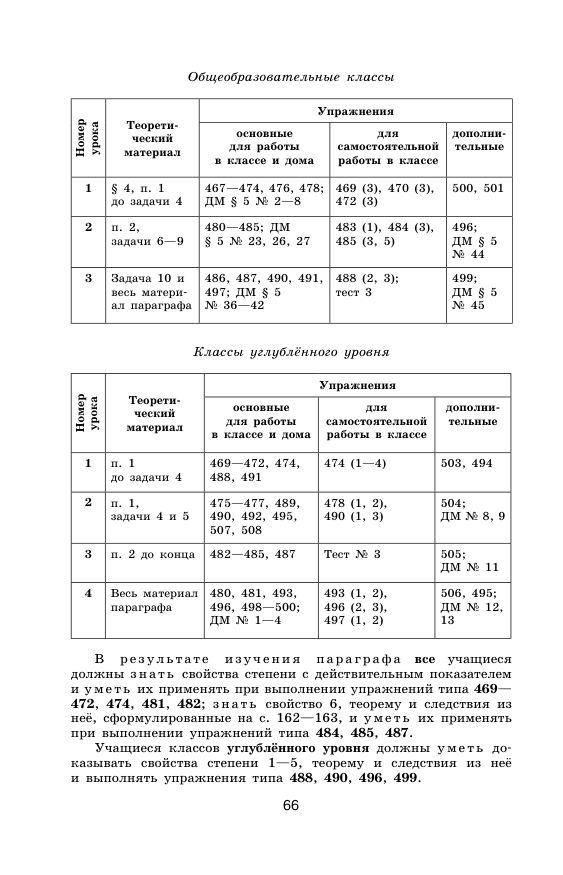 Общеобразовательные классы
Номер урока
Теорети-
ческий
материал
Упражнения
основные
для работы
в классе и дома
для
самостоятельной
работы в классе
дополни-
тельные
1
§ 4, п. 1
до задачи 4
467—474, 476, 478;
ДМ § 5 № 2—8
469 (3), 470 (3),
472 (3)
500, 501
2
п. 2,
задачи 6—9
480—485; ДМ
§ 5 № 23, 26, 27
483 (1), 484 (3),
485 (3, 5)
496;
ДМ § 5
№ 44
3
Задача 10 и
весь матери-
ал параграфа
486, 487, 490, 491,
497; ДМ § 5
№ 36—42
488 (2, 3);
тест 3
499;
ДМ § 5
№ 45
Классы углублённого уровня
Номер урока
Теорети-
ческий
материал
Упражнения
основные
для работы
в классе и дома
для
самостоятельной
работы в классе
дополни-
тельные
1
п. 1
до задачи 4
469—472, 474,
488, 491
474 (1—4)
503, 494
2
п. 1,
задачи 4 и 5
475—477, 489,
490, 492, 495,
507, 508
478 (1, 2),
490 (1, 3)
504;
ДМ № 8, 9
3
п. 2 до конца
482—485, 487
Тест № 3
505;
ДМ № 11
4
Весь материал
параграфа
480, 481, 493,
496, 498—500;
ДМ № 1—4
493 (1, 2),
496 (2, 3),
497 (1, 2)
506, 495;
ДМ № 12,
13
В результате изучения параграфа все учащиеся
должны знать свойства степени с действительным показателем
и уметь их применять при выполнении упражнений типа 469—
472, 474, 481, 482; знать свойство 6, теорему и следствия из
неё, сформулированные на с. 162—163, и уметь их применять
при выполнении упражнений типа 484, 485, 487.
Учащиеся классов углублённого уровня должны уметь до-
казывать свойства степени 1—5, теорему и следствия из неё
и выполнять упражнения типа 488, 490, 496, 499.
66